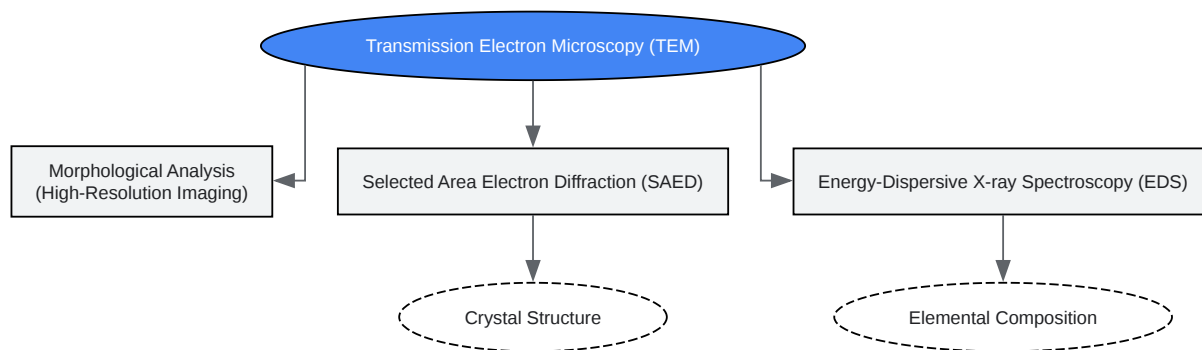 Transmission Electron Microscopy (TEM)
Morphological Analysis
(High-Resolution Imaging)
Selected Area Electron Diffraction (SAED)
Energy-Dispersive X-ray Spectroscopy (EDS)
Crystal Structure
Elemental Composition